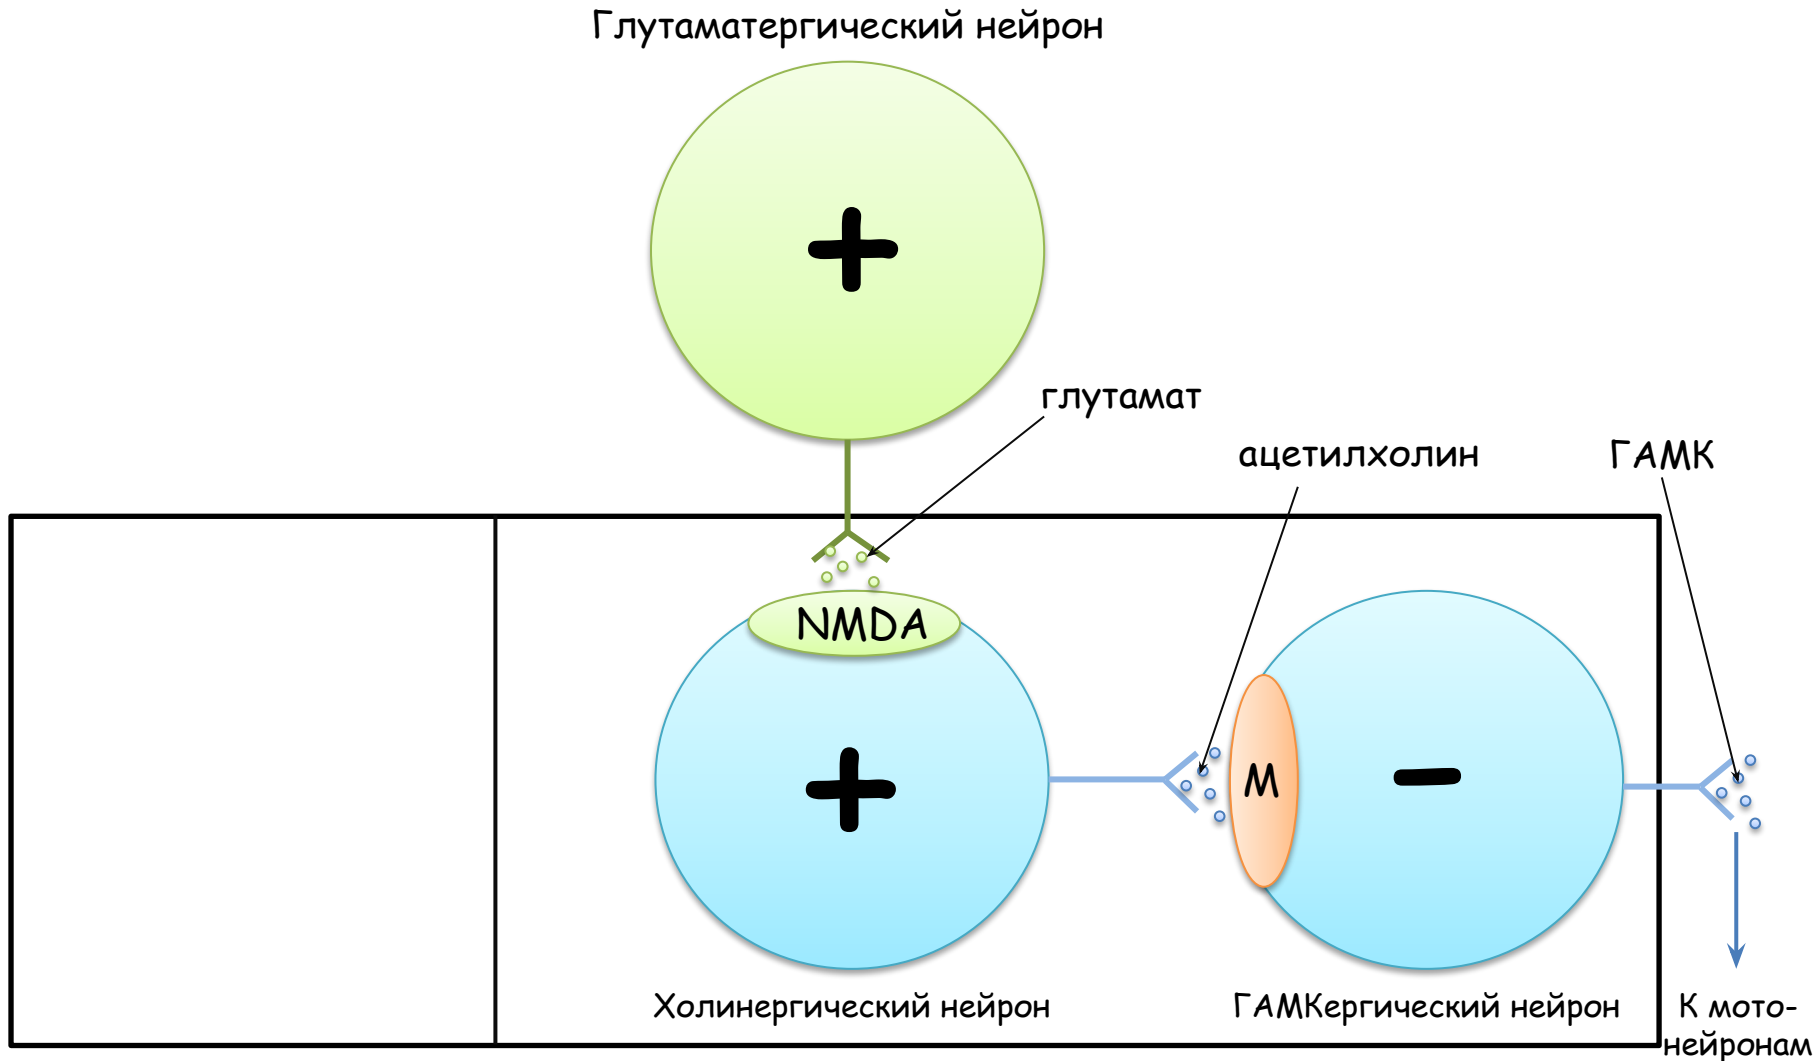 Глутаматергический нейрон
+
глутамат
ацетилхолин
ГАМК
NMDA
+
М
–
Холинергический нейрон
ГАМКергический нейрон
К мото-
нейронам